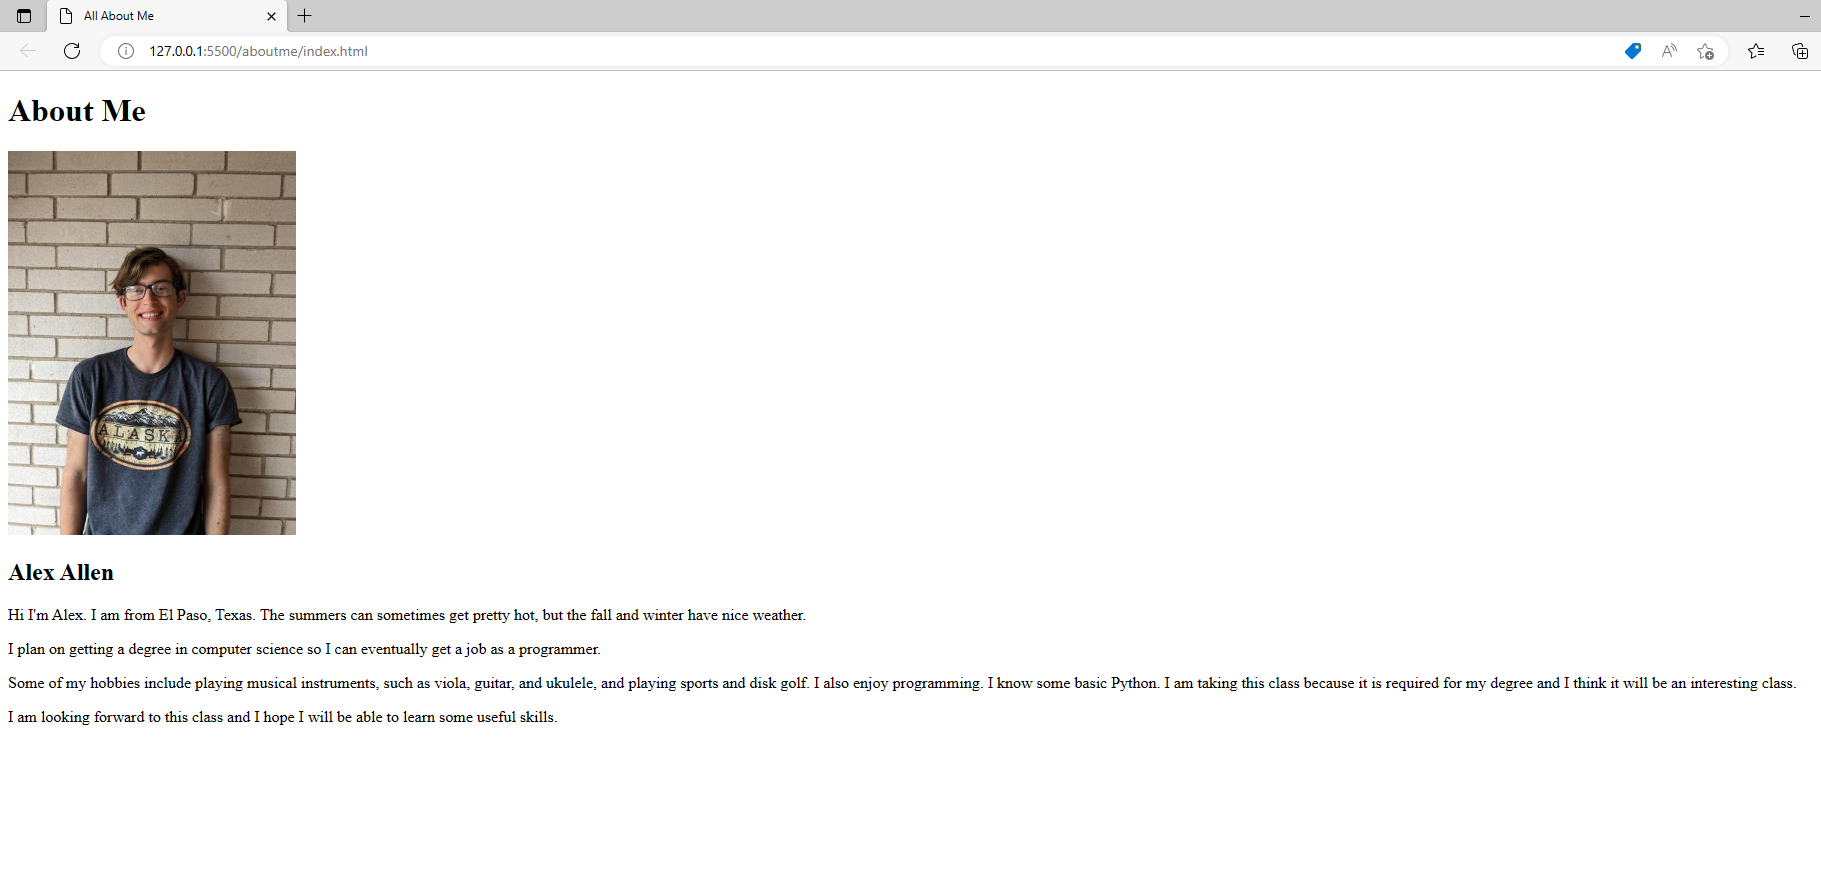 All About Me
127.0.0.1:5500/aboutme/index.html
About Me
ALASKA
Alex Allen
Hi I'm Alex. I am from El Paso, Texas. The summers can sometimes get pretty hot, but the fall and winter have nice weather.
I plan on getting a degree in computer science so I can eventually get a job as a programmer.
Some of my hobbies include playing musical instruments, such as viola, guitar, and ukulele, and playing sports and disk golf. I also enjoy programming. I know some basic Python. I am taking this class because it is required for my degree and I think it will be an interesting class.
I am looking forward to this class and I hope I will be able to learn some useful skills.